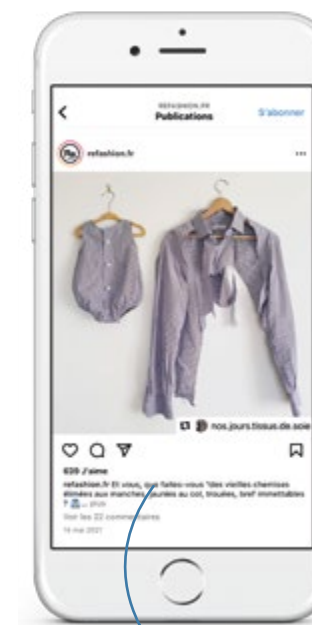 REFASHION.FR
Publications
S'abonner
refashion.fr
nos.jours.tissus.de.soie
639 J'aime
refashion.fr Et vous, que faites-vous "des vieilles chemises
élimées aux manches, jaunies au col, trouées, bref immettables
? ... plus
Voir les 22 commentaires
14 mai 2021